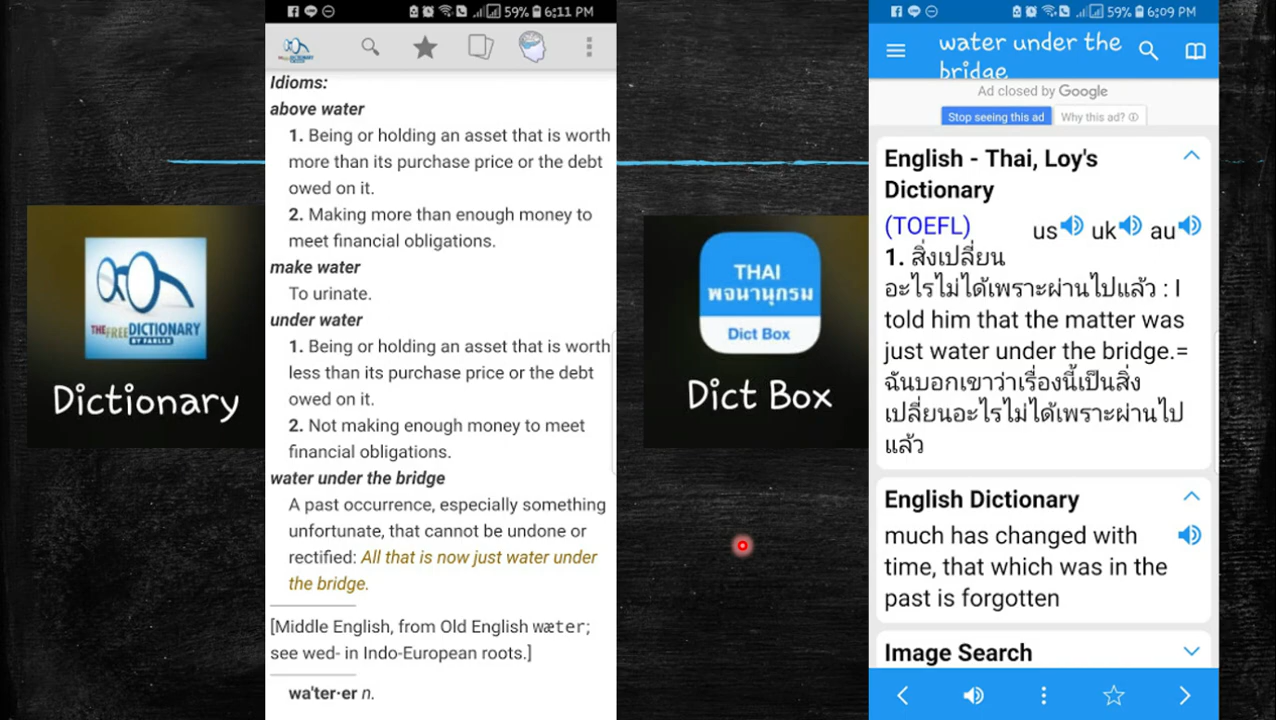 59% 6:11 PM
Idioms:
above water
1. Being or holding an asset that is worth
more than its purchase price or the debt
owed on it.
2. Making more than enough money to
meet financial obligations.
make water
To urinate.
under water
1. Being or holding an asset that is worth
less than its purchase price or the debt
owed on it.
2. Not making enough money to meet
financial obligations.
water under the bridge
A past occurrence, especially something
unfortunate, that cannot be undone or
rectified: All that is now just water under
the bridge.
[Middle English, from Old English wæter;
see wed- in Indo-European roots.]
wa'ter·er n.
THE FREE DICTIONARY
BY FARLEX
Dictionary
THAI
พจนานุกรม
Dict Box
Dict Box
59% 6:09 PM
water under the
bridge
Ad closed by Google
Stop seeing this ad Why this ad?
English - Thai, Loy's
Dictionary
(TOEFL) us uk au
1. สิ่งเปลี่ยน
อะไรไม่ได้เพราะผ่านไปแล้ว : I
told him that the matter was
just water under the bridge.=
ฉันบอกเขาว่าเรื่องนี้เป็นสิ่ง
เปลี่ยนอะไรไม่ได้เพราะผ่านไป
แล้ว
English Dictionary
much has changed with
time, that which was in the
past is forgotten
Image Search